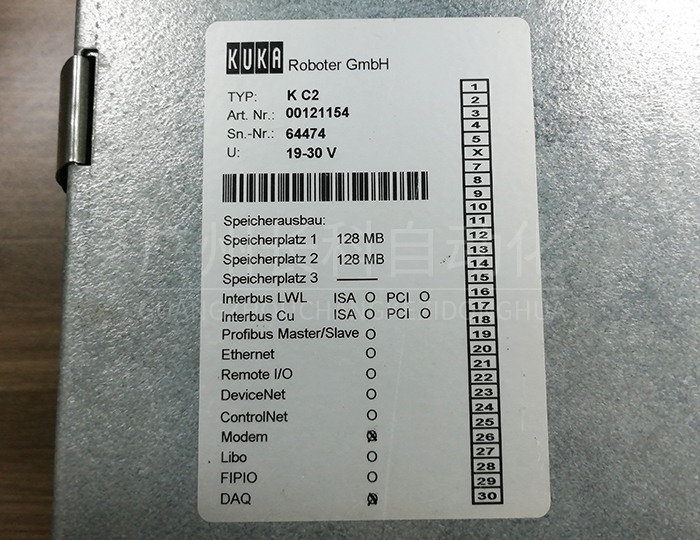 KUKA Roboter GmbH
TYP: K C2
Art. Nr.: 00121154
Sn.-Nr.: 64474
U: 19-30 V
Speicherausbau:
Speicherplatz 1 128 MB
Speicherplatz 2 128 MB
Speicherplatz 3
Interbus LWL ISA O PCI O
Interbus Cu ISA O PCI O
Profibus Master/Slave O
Ethernet O
Remote I/O O
DeviceNet O
ControlNet O
Modem
Libo O
FIPIO O
DAQ
1
2
3
4
5
X
7
8
9
10
11
12
13
14
15
16
17
18
19
20
21
22
23
24
25
26
27
28
29
30